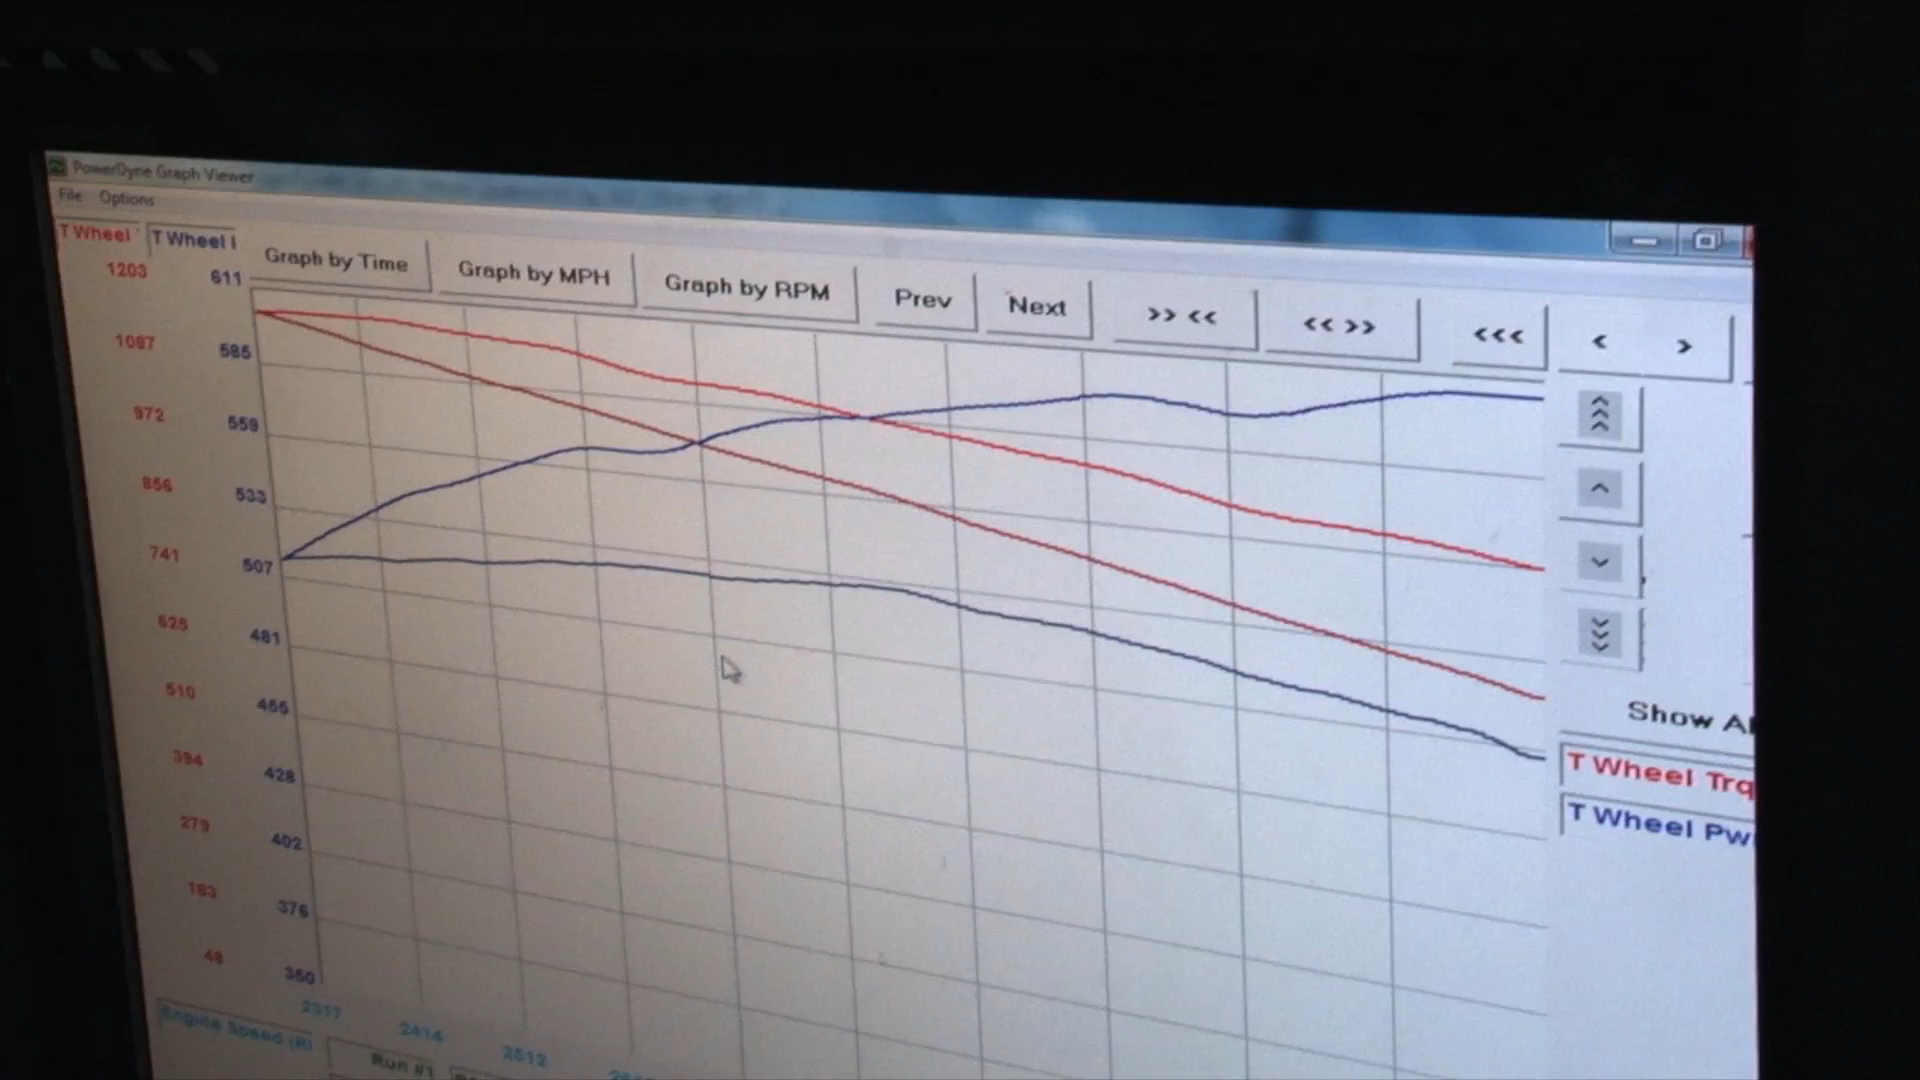 PowerDyne Graph Viewer
File Options
T Wheel T Wheel
Graph by Time Graph by MPH Graph by RPM Prev Next >> << << >> <<< < >
1203 611
1087 585
972 559
856 533
741 507
625 481
510 455
394 428
279 402
163 376
48 350
Show
T Wheel Trq
T Wheel Pw
2317 2414 2512
Engine Speed
Run #1